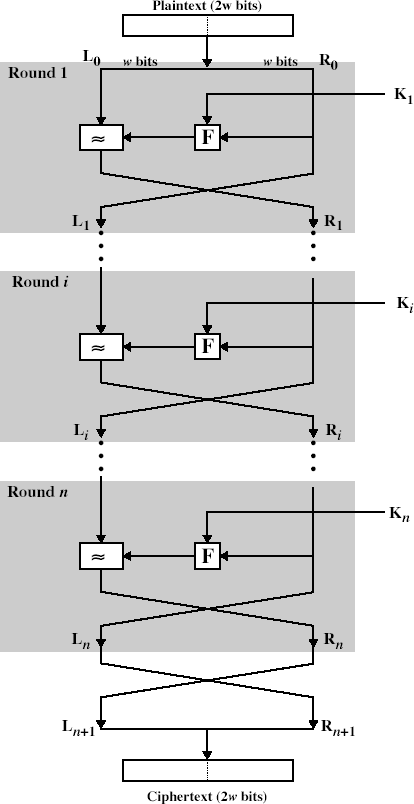 Plaintext (2w bits)
L0 w bits w bits R0
Round 1
K1
≈ F
L1 R1
Round i
Ki
≈ F
Li Ri
Round n
Kn
≈ F
Ln Rn
Ln+1 Rn+1
Ciphertext (2w bits)